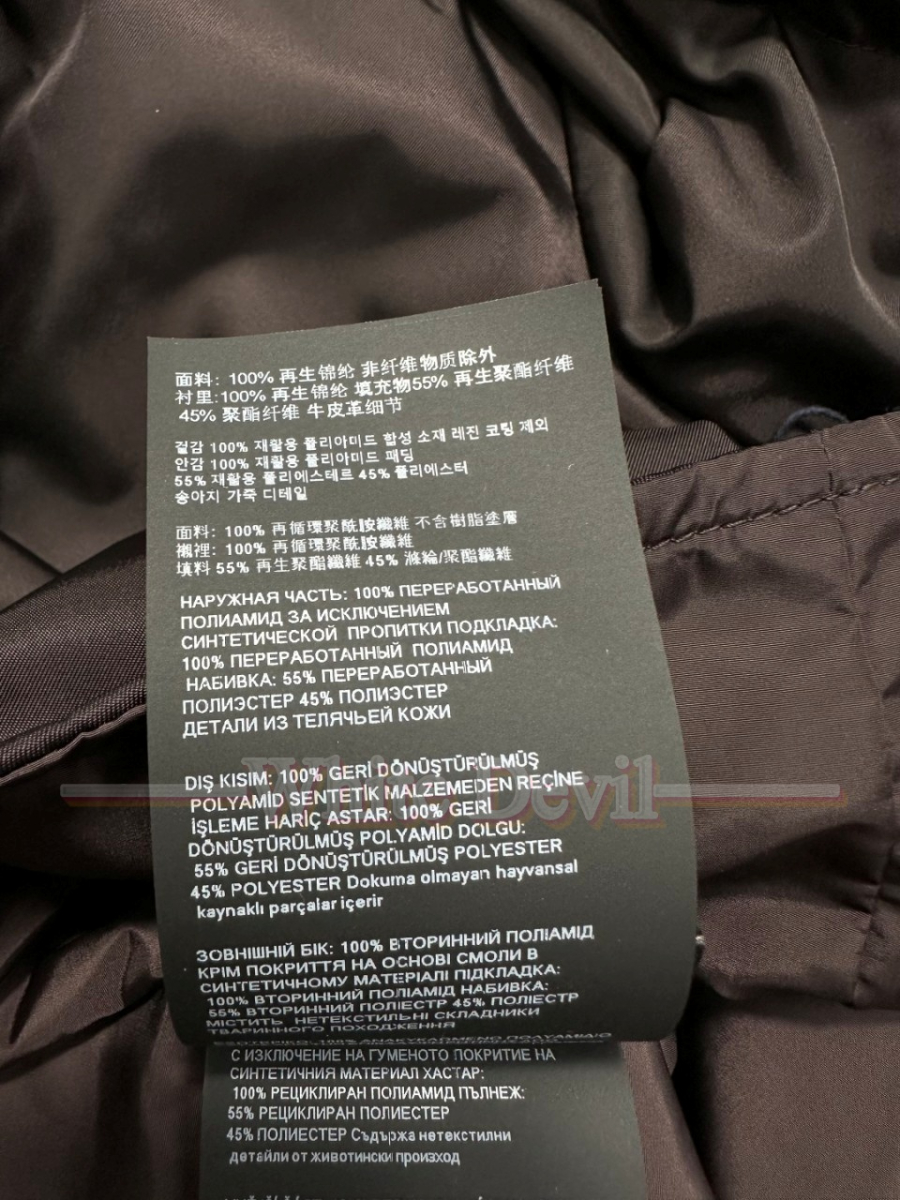 面料: 100% 再生锦纶 非纤维物质除外
衬里:100% 再生锦纶 填充物55% 再生聚酯纤维
45% 聚酯纤维 牛皮革细节
겉감 100% 재활용 폴리아미드 합성 소재 레진 코팅 제외
안감 100% 재활용 폴리아미드 패딩
55% 재활용 폴리에스테르 45% 폴리에스터
송아지 가죽 디테일
面料: 100% 再循環聚酰胺纖維 不含樹脂塗層
襯裡: 100% 再循環聚酰胺纖維
填料 55% 再生聚酯纖維 45% 滌綸/聚酯纖維
НАРУЖНАЯ ЧАСТЬ: 100% ПЕРЕРАБОТАННЫЙ
ПОЛИАМИД ЗА ИСКЛЮЧЕНИЕМ
СИНТЕТИЧЕСКОЙ ПРОПИТКИ ПОДКЛАДКА:
100% ПЕРЕРАБОТАННЫЙ ПОЛИАМИД
НАБИВКА: 55% ПЕРЕРАБОТАННЫЙ
ПОЛИЭСТЕР 45% ПОЛИЭСТЕР
ДЕТАЛИ ИЗ ТЕЛЯЧЬЕЙ КОЖИ
White Devil
DIŞ KISIM: 100% GERİ DÖNÜŞTÜRÜLMÜŞ
POLYAMİD SENTETİK MALZEMEDEN REÇİNE
İŞLEME HARİÇ ASTAR: 100% GERİ
DÖNÜŞTÜRÜLMÜŞ POLYAMİD DOLGU:
55% GERİ DÖNÜŞTÜRÜLMÜŞ POLYESTER
45% POLYESTER Dokuma olmayan hayvansal
kaynaklı parçalar içerir
ЗОВНІШНІЙ БІК: 100% ВТОРИННИЙ ПОЛІАМІД
КРІМ ПОКРИТТЯ НА ОСНОВІ СМОЛИ В
СИНТЕТИЧНОМУ МАТЕРІАЛІ ПІДКЛАДКА:
100% ВТОРИННИЙ ПОЛІАМІД НАБИВКА:
55% ВТОРИННИЙ ПОЛІЕСТР 45% ПОЛІЕСТР
МІСТИТЬ НЕТЕКСТИЛЬНІ СКЛАДНИКИ
ТВАРИННОГО ПОХОДЖЕННЯ
С ИЗКЛЮЧЕНИЕ НА ГУМЕНОТО ПОКРИТИЕ НА
СИНТЕТИЧНИЯ МАТЕРИАЛ ХАСТАР:
100% РЕЦИКЛИРАН ПОЛИАМИД ПЪЛНЕЖ:
55% РЕЦИКЛИРАН ПОЛИЕСТЕР
45% ПОЛИЕСТЕР Съдържа нетекстилни
детайли от животински произход